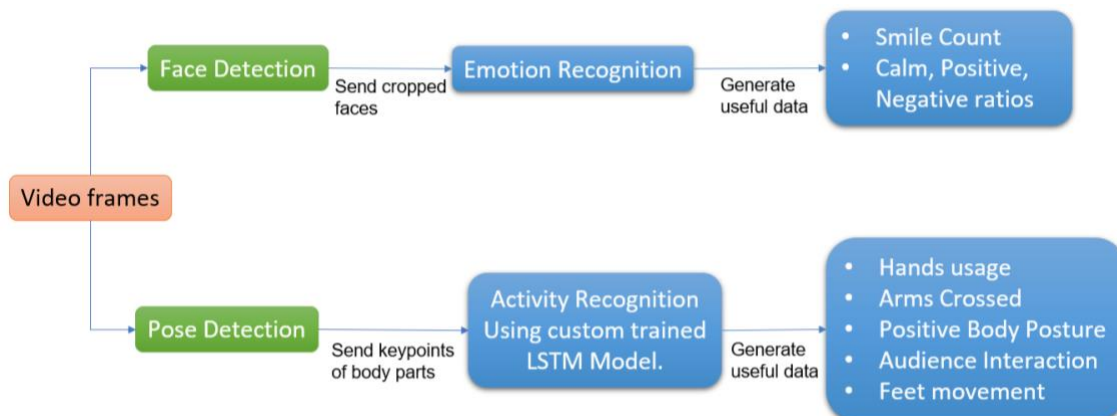 Video frames
Face Detection
Send cropped
faces
Emotion Recognition
Generate
useful data
• Smile Count
• Calm, Positive,
Negative ratios
Pose Detection
Send keypoints
of body parts
Activity Recognition
Using custom trained
LSTM Model.
Generate
useful data
• Hands usage
• Arms Crossed
• Positive Body Posture
• Audience Interaction
• Feet movement